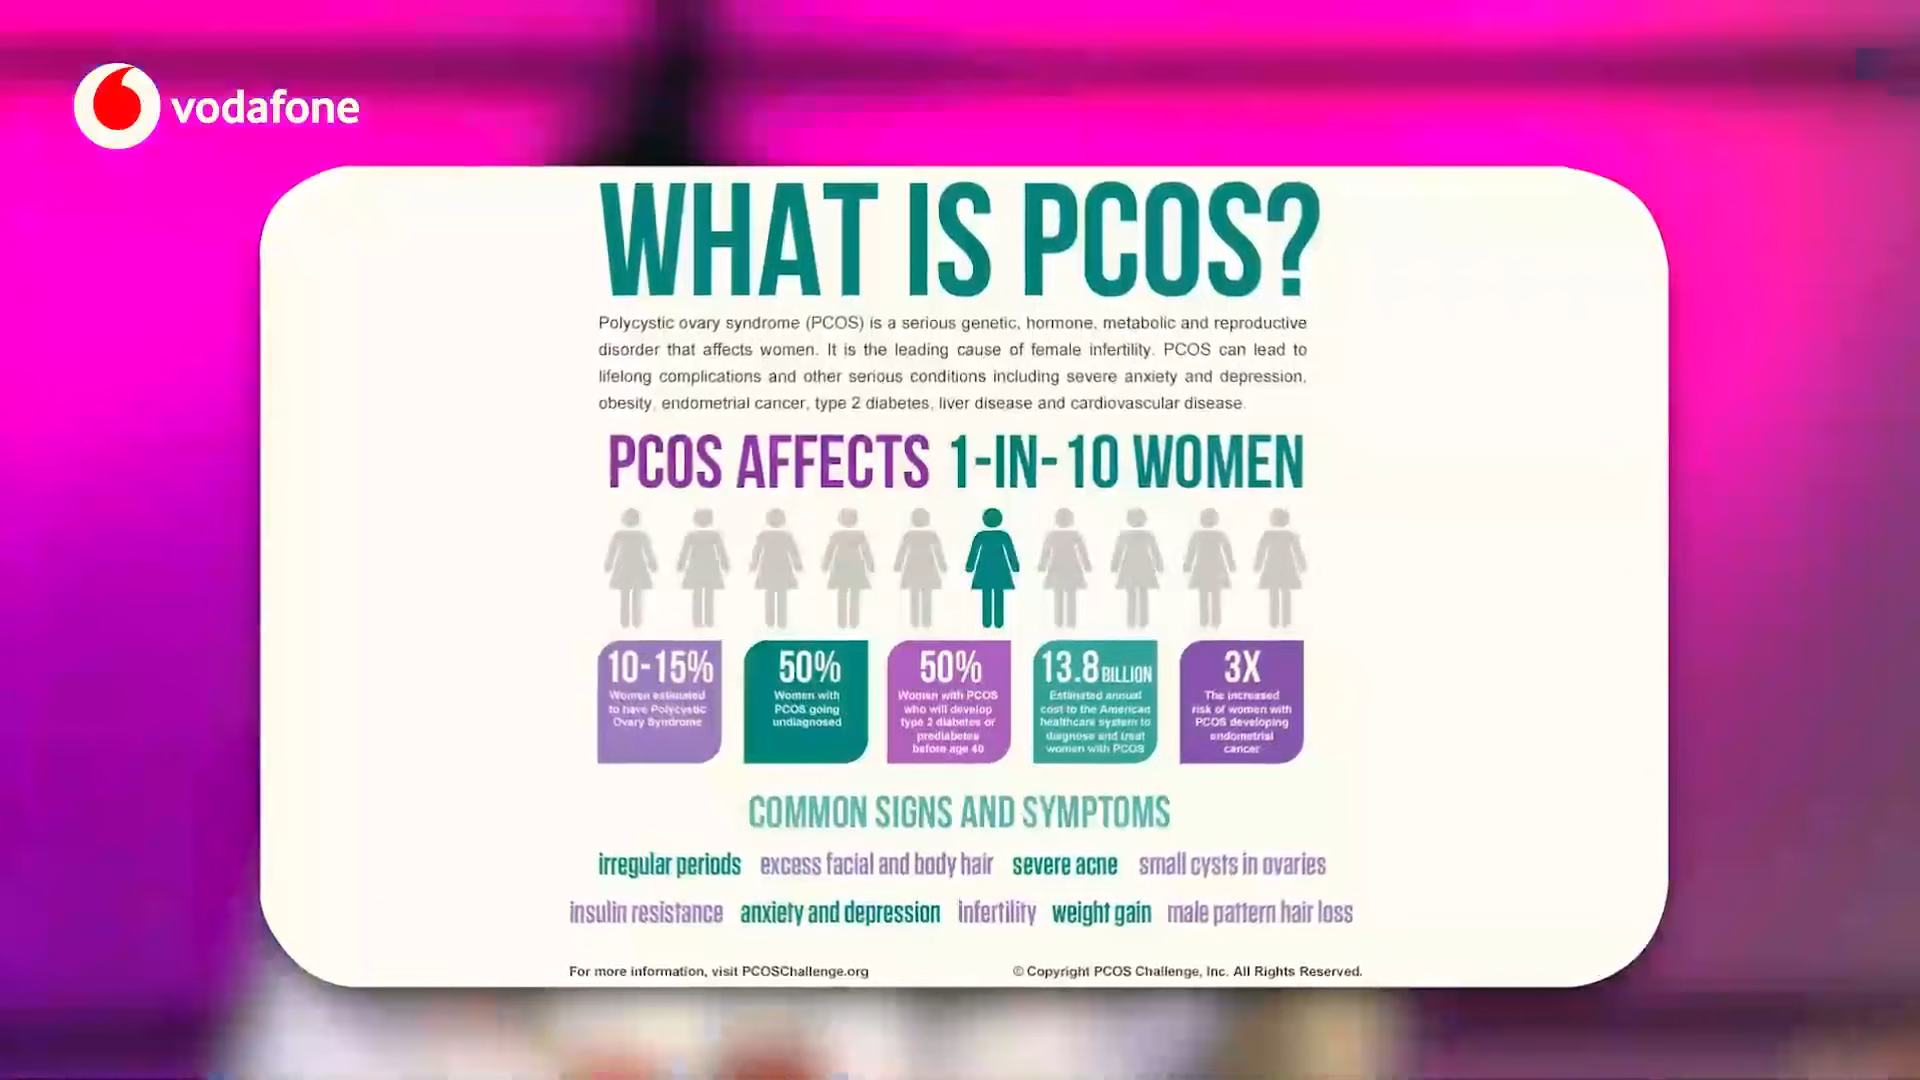 vodafone
WHAT IS PCOS?
Polycystic ovary syndrome (PCOS) is a serious genetic, hormone, metabolic and reproductive
disorder that affects women. It is the leading cause of female infertility. PCOS can lead to
lifelong complications and other serious conditions including severe anxiety and depression,
obesity, endometrial cancer, type 2 diabetes, liver disease and cardiovascular disease.
PCOS AFFECTS 1-IN-10 WOMEN
10-15%
Women estimated
to have Polycystic
Ovary Syndrome
50%
Women with
PCOS going
undiagnosed
50%
Women with PCOS
who will develop
type 2 diabetes or
prediabetes
before age 40
13.8 BILLION
Estimated annual
cost to the American
healthcare system to
diagnose and treat
women with PCOS
3X
The increased
risk of women with
PCOS developing
endometrial
cancer
COMMON SIGNS AND SYMPTOMS
irregular periods excess facial and body hair severe acne small cysts in ovaries
insulin resistance anxiety and depression infertility weight gain male pattern hair loss
For more information, visit PCOSChallenge.org © Copyright PCOS Challenge, Inc. All Rights Reserved.